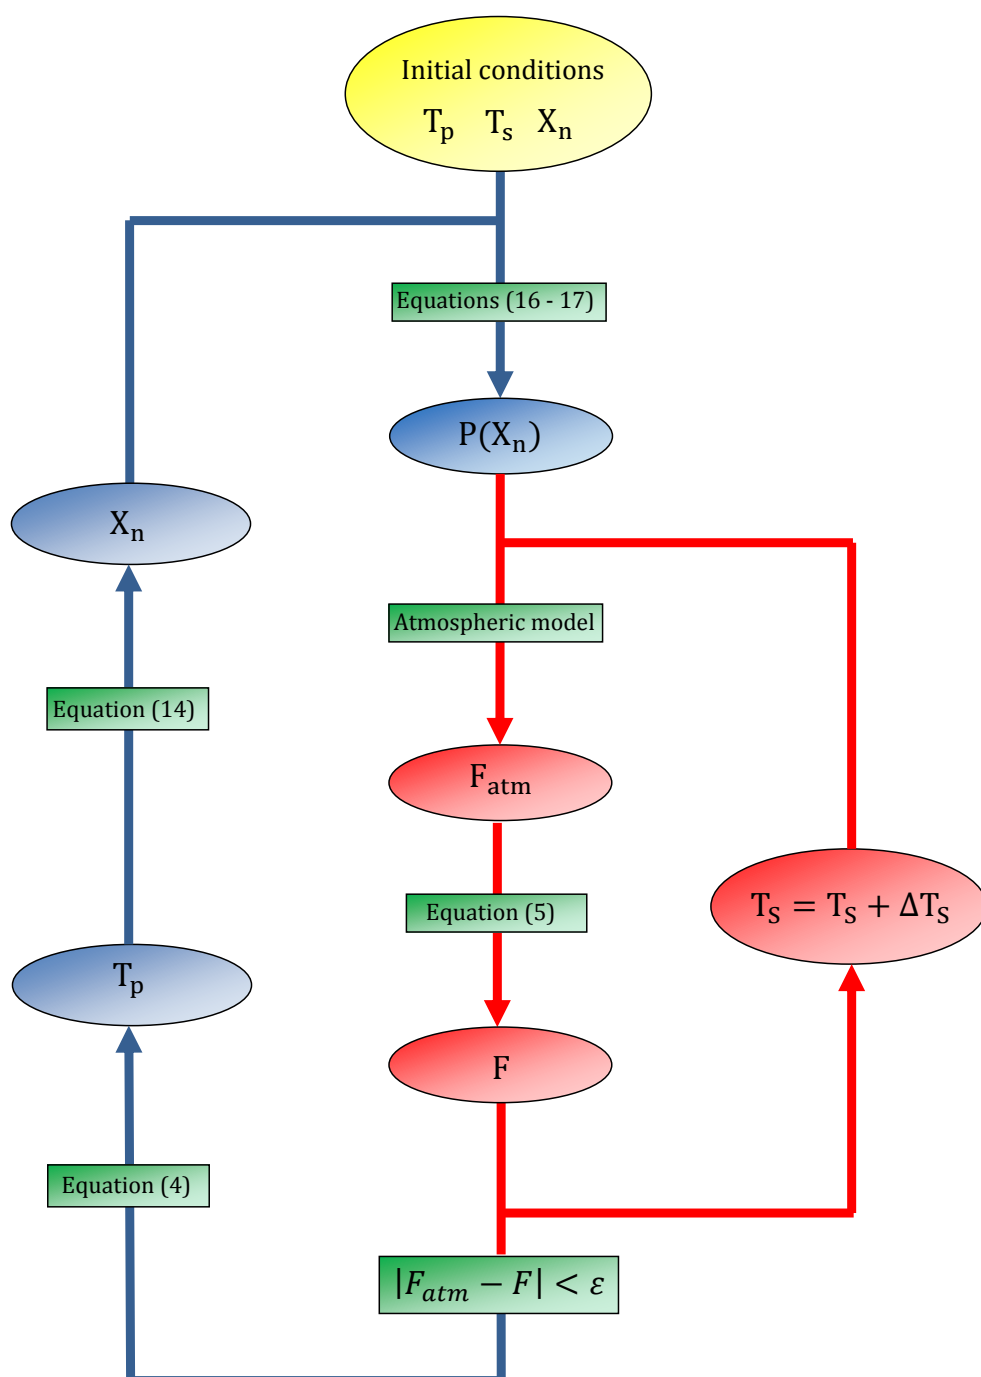 Initial conditions
Tp Ts Xn
Equations (16 - 17)
P(Xn)
Xn
Atmospheric model
Equation (14)
Fatm
TS = TS + ΔTS
Equation (5)
Tp
F
Equation (4)
|Fatm − F| < ε